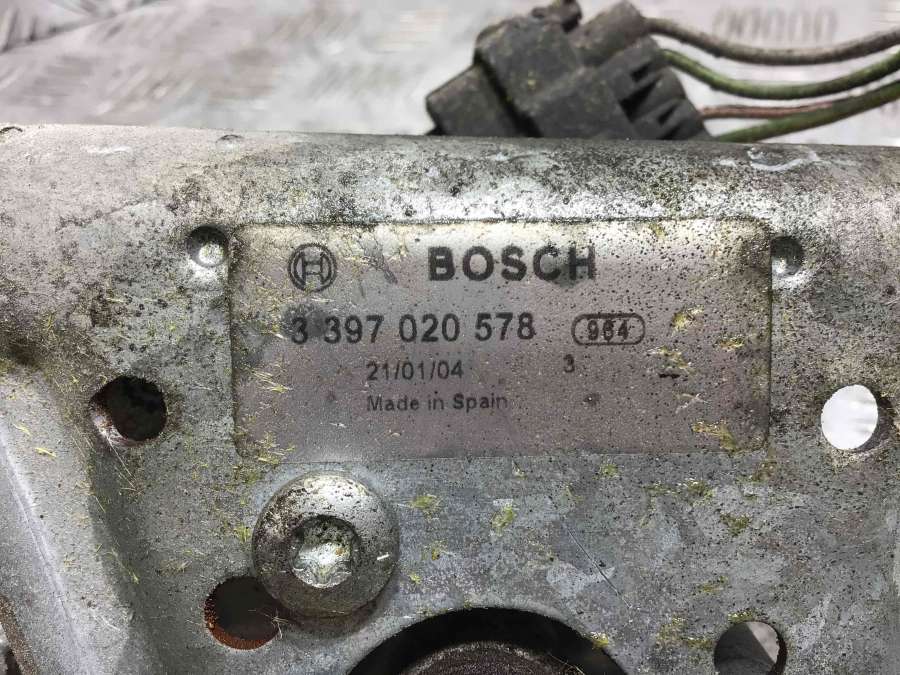 BOSCH
3 397 020 578 964
21/01/04 3
Made in Spain